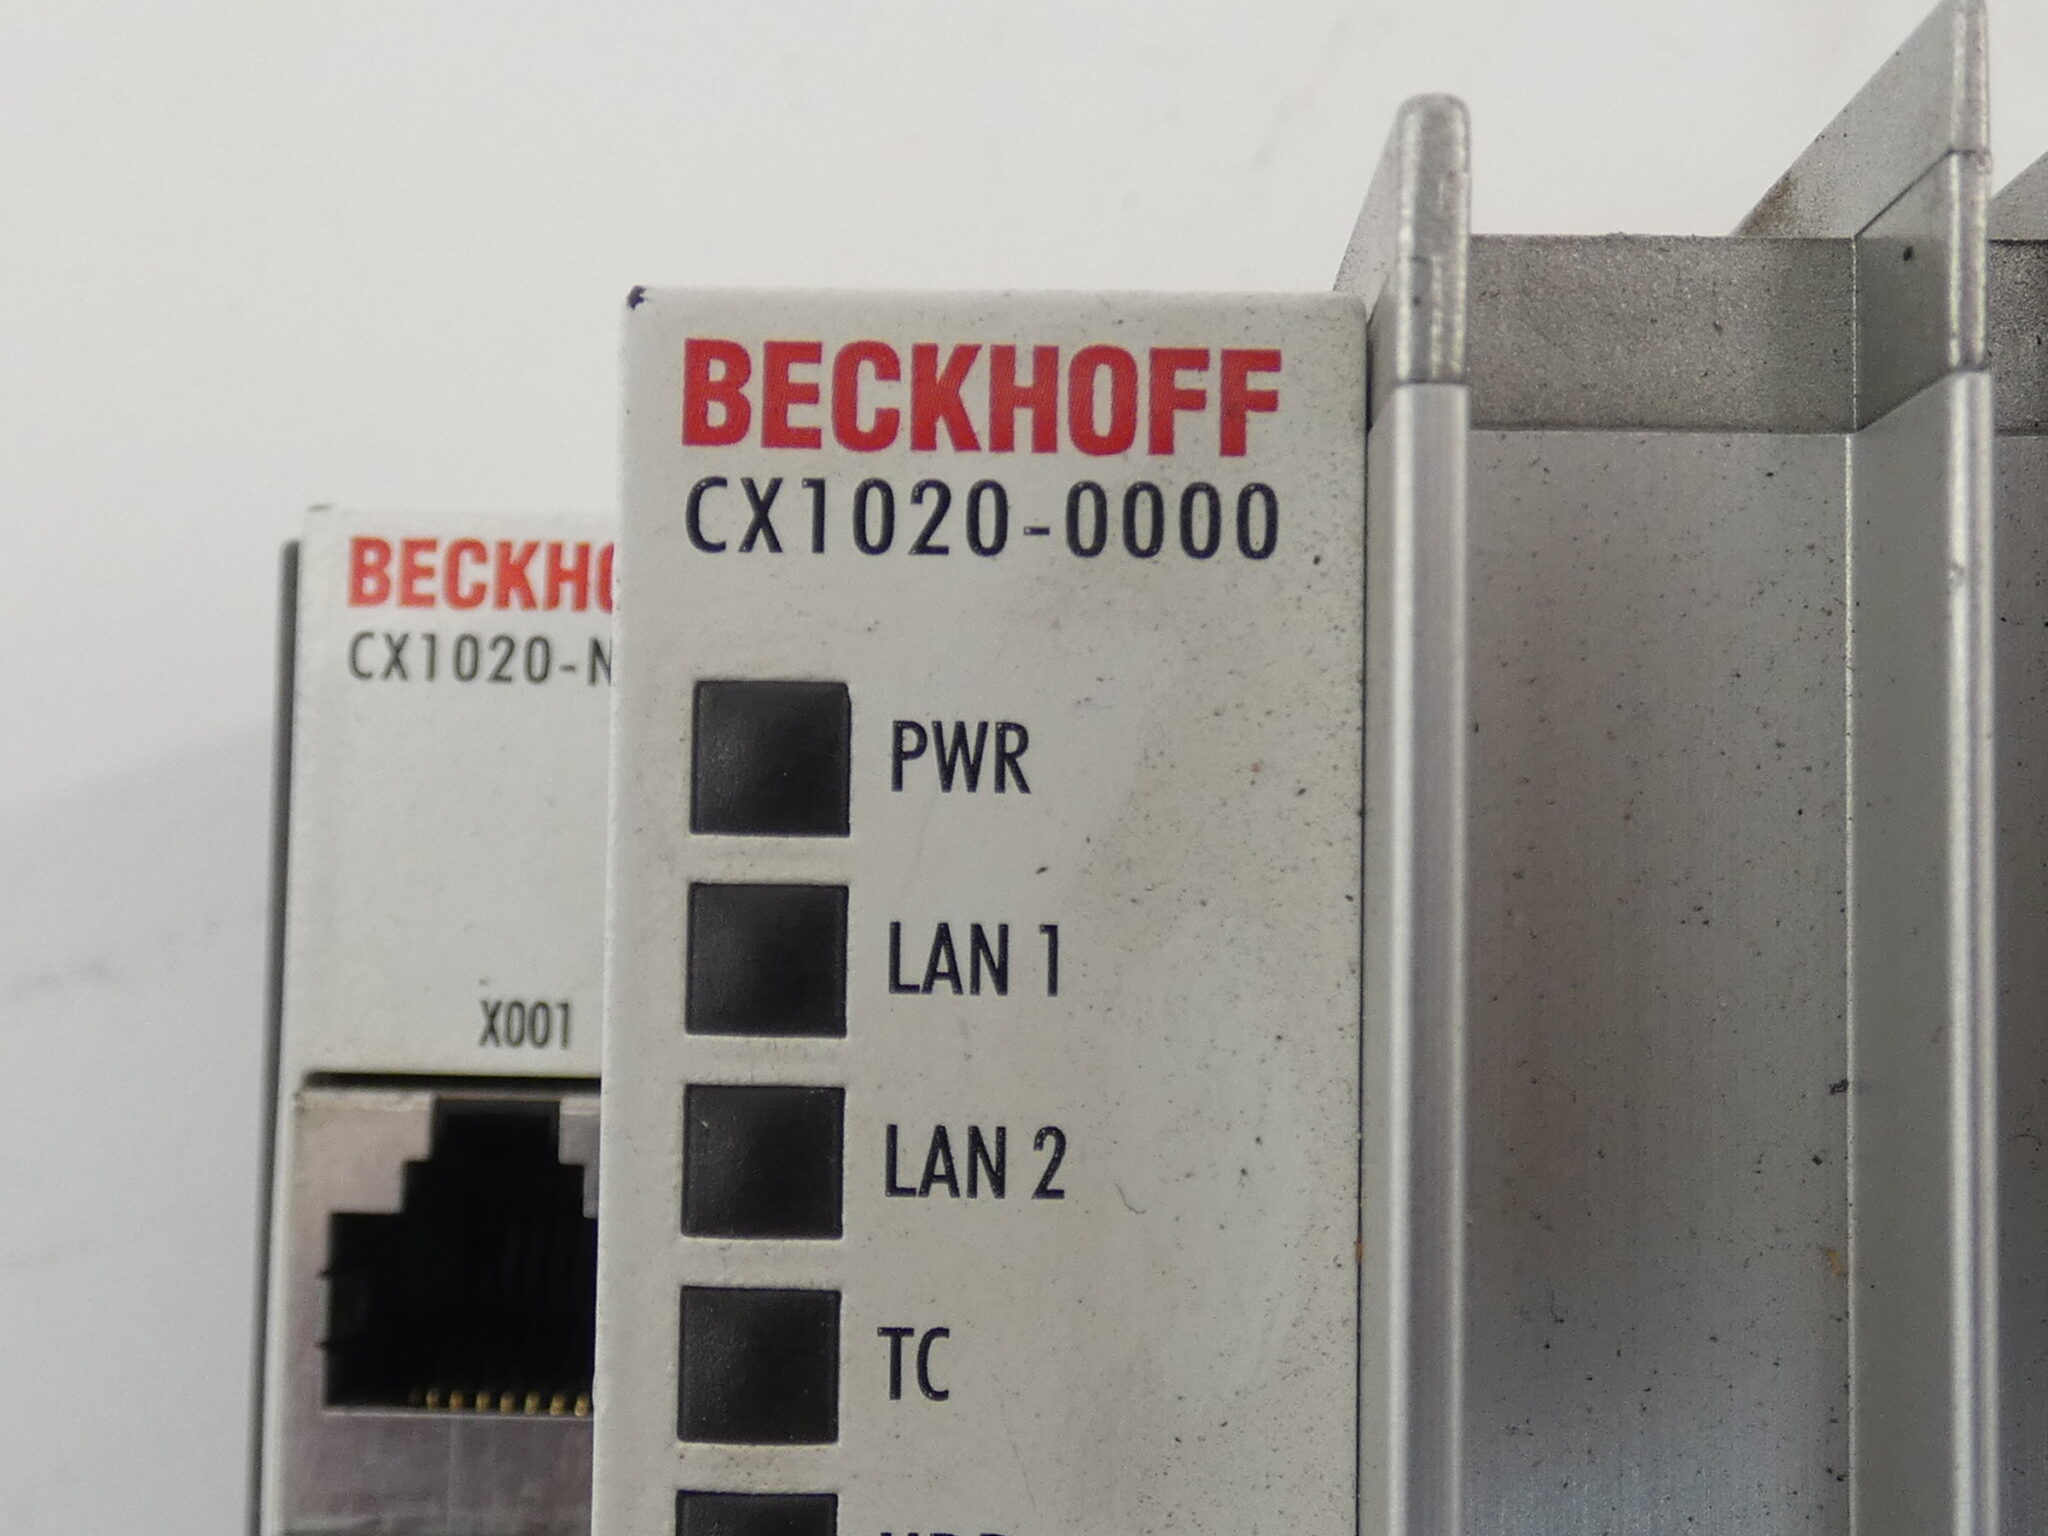 BECKHOFF
CX1020-0000
PWR
LAN 1
LAN 2
TC
BECKHO
CX1020-N
X001